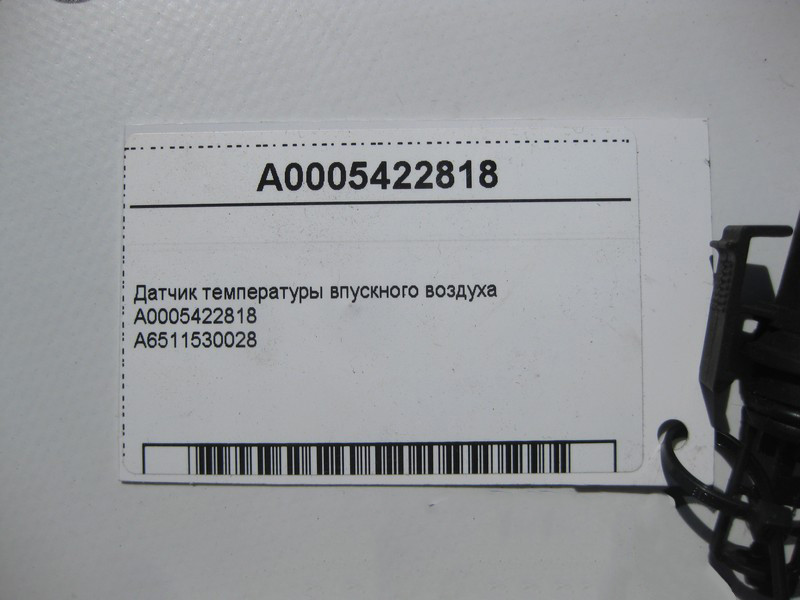 A0005422818
Датчик температуры впускного воздуха
A0005422818
A6511530028